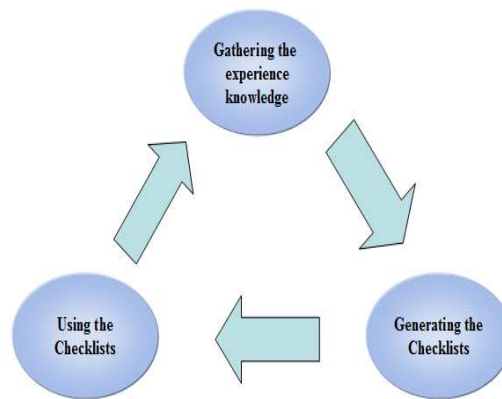 Gathering the
experience
knowledge
Using the
Checklists
Generating the
Checklists